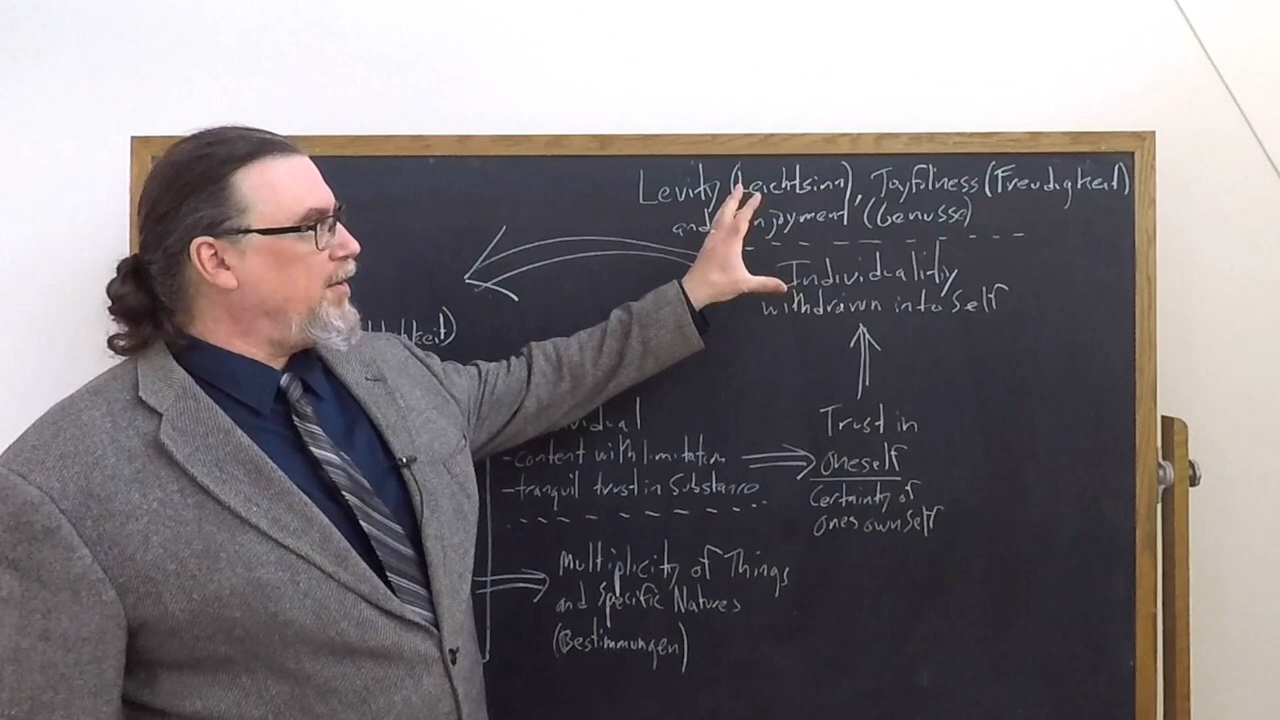 Levity (Leichtsinn), Joyfulness (Freudigkeit)
and Enjoyment (Genusse)
Individuality
withdrawn into Self
Trust in
oneself
Certainty of
ones own Self
-content with limitation
-tranquil trust in Substance
Multiplicity of Things
and Specific Natures
(Bestimmungen)